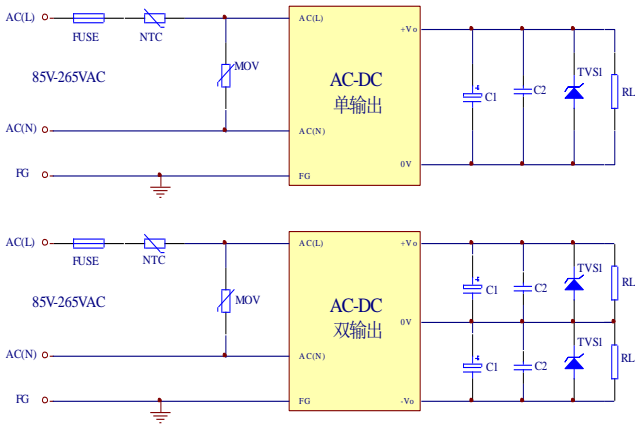 AC(L) FUSE NTC AC(L) +Vo
MOV AC-DC C1 C2 TVS1 RL
85V-265VAC 单输出
AC(N) AC(N)
0V
FG FG
AC(L) FUSE NTC AC(L) +Vo
TVS1 RL
85V-265VAC MOV AC-DC C1 C2
双输出 0V
AC(N) AC(N) TVS1
C1 C2 RL
FG FG -Vo